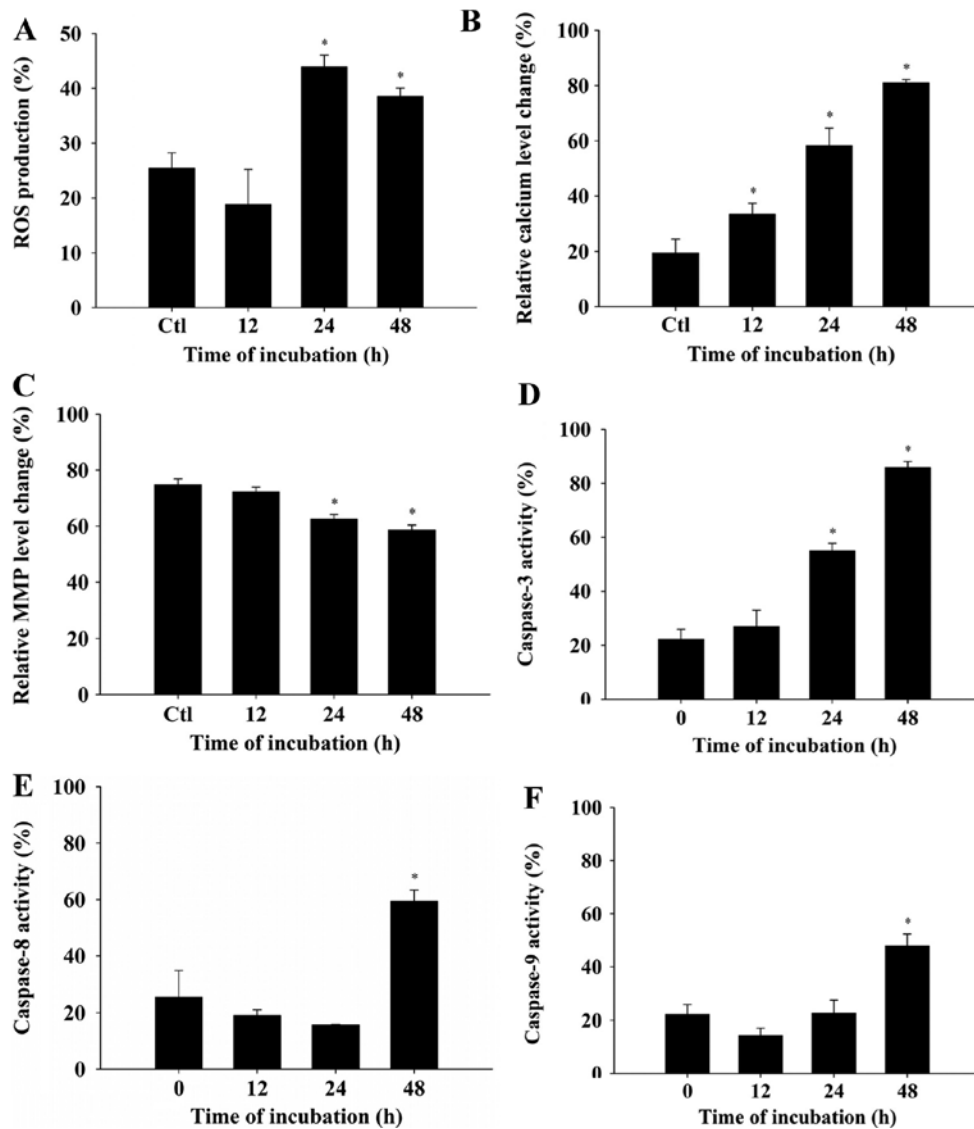 A
ROS production (%)
50
40
30
20
10
0
* *
Ctl 12 24 48
Time of incubation (h)
B
Relative calcium level change (%)
100
80
60
40
20
0
* * *
Ctl 12 24 48
Time of incubation (h)
C
Relative MMP level change (%)
100
80
60
40
20
0
* *
Ctl 12 24 48
Time of incubation (h)
D
Caspase-3 activity (%)
100
80
60
40
20
0
* *
0 12 24 48
Time of incubation (h)
E
Caspase-8 activity (%)
100
80
60
40
20
0
*
0 12 24 48
Time of incubation (h)
F
Caspase-9 activity (%)
100
80
60
40
20
0
*
0 12 24 48
Time of incubation (h)